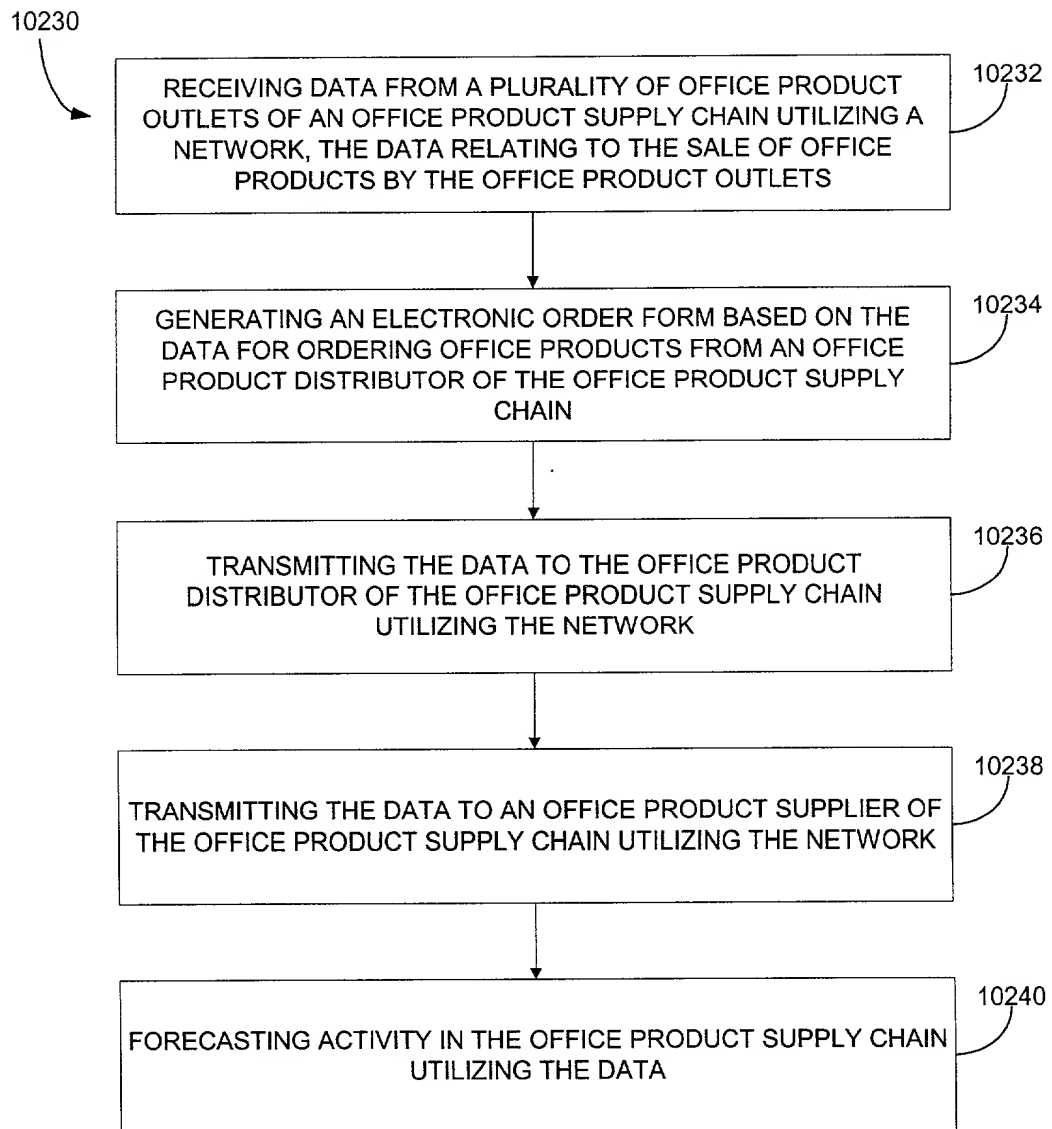 10230
10232
RECEIVING DATA FROM A PLURALITY OF OFFICE PRODUCT
OUTLETS OF AN OFFICE PRODUCT SUPPLY CHAIN UTILIZING A
NETWORK, THE DATA RELATING TO THE SALE OF OFFICE
PRODUCTS BY THE OFFICE PRODUCT OUTLETS
10234
GENERATING AN ELECTRONIC ORDER FORM BASED ON THE
DATA FOR ORDERING OFFICE PRODUCTS FROM AN OFFICE
PRODUCT DISTRIBUTOR OF THE OFFICE PRODUCT SUPPLY
CHAIN
10236
TRANSMITTING THE DATA TO THE OFFICE PRODUCT
DISTRIBUTOR OF THE OFFICE PRODUCT SUPPLY CHAIN
UTILIZING THE NETWORK
10238
TRANSMITTING THE DATA TO AN OFFICE PRODUCT SUPPLIER OF
THE OFFICE PRODUCT SUPPLY CHAIN UTILIZING THE NETWORK
10240
FORECASTING ACTIVITY IN THE OFFICE PRODUCT SUPPLY CHAIN
UTILIZING THE DATA